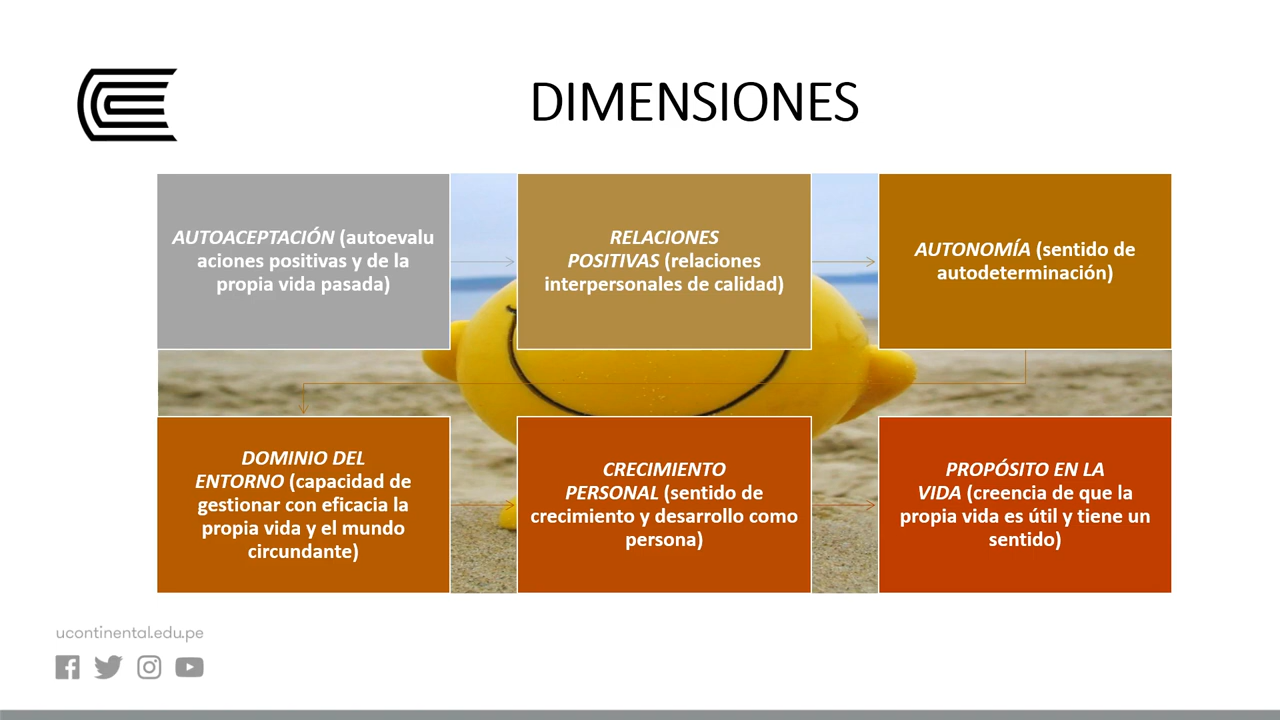 DIMENSIONES
AUTOACEPTACIÓN (autoevalu
aciones positivas y de la
propia vida pasada)
RELACIONES
POSITIVAS (relaciones
interpersonales de calidad)
AUTONOMÍA (sentido de
autodeterminación)
DOMINIO DEL
ENTORNO (capacidad de
gestionar con eficacia la
propia vida y el mundo
circundante)
CRECIMIENTO
PERSONAL (sentido de
crecimiento y desarrollo como
persona)
PROPÓSITO EN LA
VIDA (creencia de que la
propia vida es útil y tiene un
sentido)
ucontinental.edu.pe